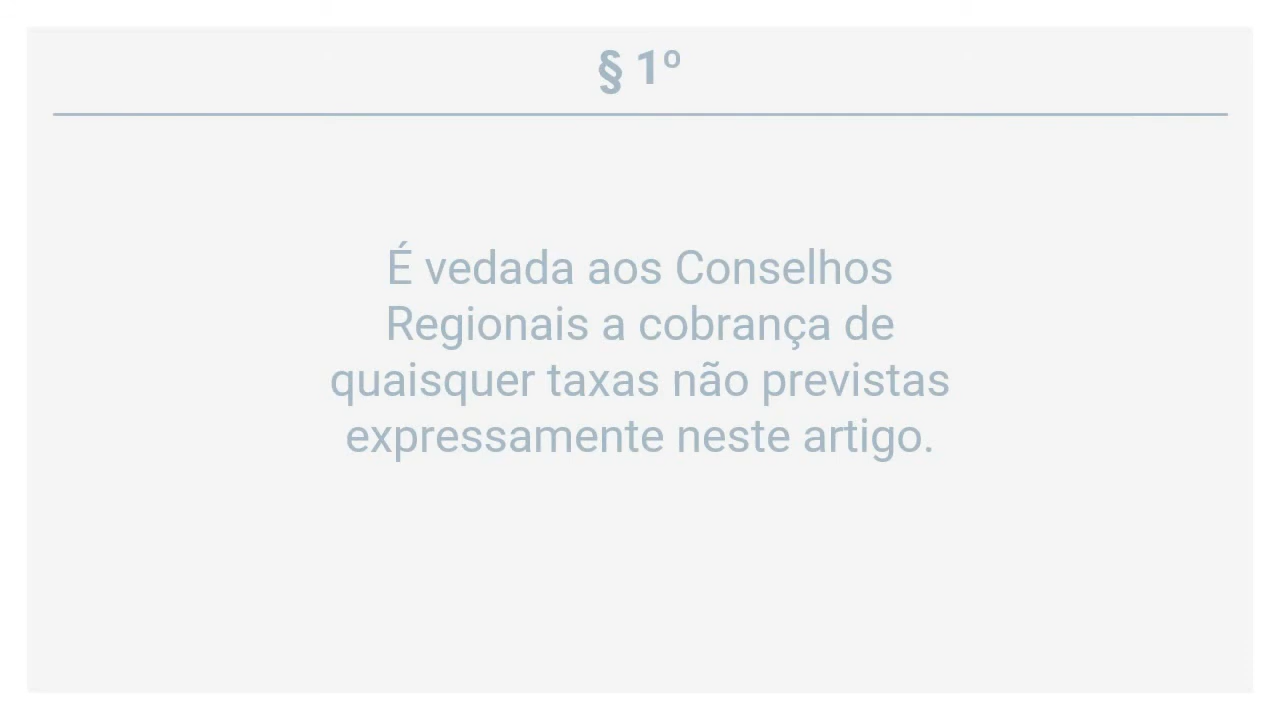 § 1º
É vedada aos Conselhos
Regionais a cobrança de
quaisquer taxas não previstas
expressamente neste artigo.